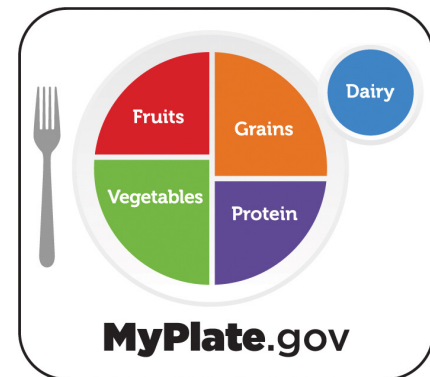 Fruits
Grains
Dairy
Vegetables
Protein
MyPlate.gov